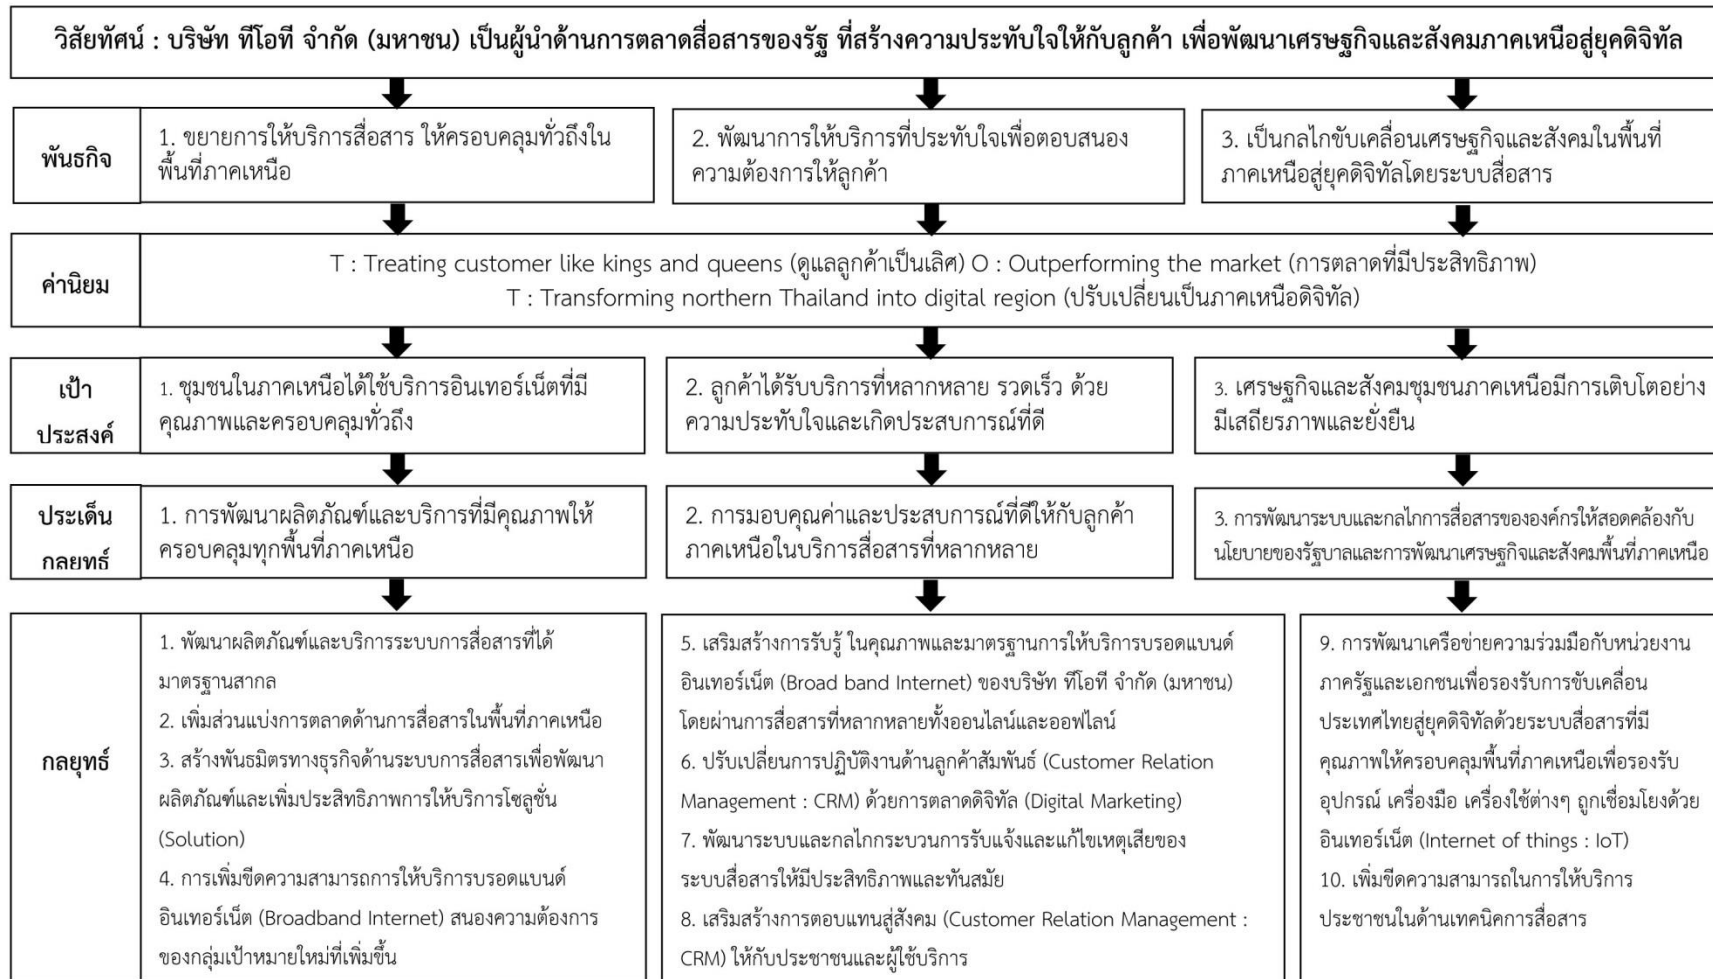 วิสัยทัศน์ : บริษัท ทีโอที จำกัด (มหาชน) เป็นผู้นำด้านการตลาดสื่อสารของรัฐ ที่สร้างความประทับใจให้กับลูกค้า เพื่อพัฒนาเศรษฐกิจและสังคมภาคเหนือสู่ยุคดิจิทัล
พันธกิจ
1. ขยายการให้บริการสื่อสาร ให้ครอบคลุมทั่วถึงใน
พื้นที่ภาคเหนือ
2. พัฒนาการให้บริการที่ประทับใจเพื่อตอบสนอง
ความต้องการให้ลูกค้า
3. เป็นกลไกขับเคลื่อนเศรษฐกิจและสังคมในพื้นที่
ภาคเหนือสู่ยุคดิจิทัลโดยระบบสื่อสาร
ค่านิยม
T : Treating customer like kings and queens (ดูแลลูกค้าเป็นเลิศ) O : Outperforming the market (การตลาดที่มีประสิทธิภาพ)
T : Transforming northern Thailand into digital region (ปรับเปลี่ยนเป็นภาคเหนือดิจิทัล)
เป้า
ประสงค์
1. ชุมชนในภาคเหนือได้ใช้บริการอินเทอร์เน็ตที่มี
คุณภาพและครอบคลุมทั่วถึง
2. ลูกค้าได้รับบริการที่หลากหลาย รวดเร็ว ด้วย
ความประทับใจและเกิดประสบการณ์ที่ดี
3. เศรษฐกิจและสังคมชุมชนภาคเหนือมีการเติบโตอย่าง
มีเสถียรภาพและยั่งยืน
ประเด็น
กลยุทธ์
1. การพัฒนาผลิตภัณฑ์และบริการที่มีคุณภาพให้
ครอบคลุมทุกพื้นที่ภาคเหนือ
2. การมอบคุณค่าและประสบการณ์ที่ดีให้กับลูกค้า
ภาคเหนือในบริการสื่อสารที่หลากหลาย
3. การพัฒนาระบบและกลไกการสื่อสารขององค์กรให้สอดคล้องกับ
นโยบายของรัฐบาลและการพัฒนาเศรษฐกิจและสังคมพื้นที่ภาคเหนือ
กลยุทธ์
1. พัฒนาผลิตภัณฑ์และบริการระบบการสื่อสารที่ได้
มาตรฐานสากล
2. เพิ่มส่วนแบ่งการตลาดด้านการสื่อสารในพื้นที่ภาคเหนือ
3. สร้างพันธมิตรทางธุรกิจด้านระบบการสื่อสารเพื่อพัฒนา
ผลิตภัณฑ์และเพิ่มประสิทธิภาพการให้บริการโซลูชั่น
(Solution)
4. การเพิ่มขีดความสามารถการให้บริการบรอดแบนด์
อินเทอร์เน็ต (Broadband Internet) สนองความต้องการ
ของกลุ่มเป้าหมายใหม่ที่เพิ่มขึ้น
5. เสริมสร้างการรับรู้ ในคุณภาพและมาตรฐานการให้บริการบรอดแบนด์
อินเทอร์เน็ต (Broad band Internet) ของบริษัท ทีโอที จำกัด (มหาชน)
โดยผ่านการสื่อสารที่หลากหลายทั้งออนไลน์และออฟไลน์
6. ปรับเปลี่ยนการปฏิบัติงานด้านลูกค้าสัมพันธ์ (Customer Relation
Management : CRM) ด้วยการตลาดดิจิทัล (Digital Marketing)
7. พัฒนาระบบและกลไกกระบวนการรับแจ้งและแก้ไขเหตุเสียของ
ระบบสื่อสารให้มีประสิทธิภาพและทันสมัย
8. เสริมสร้างการตอบแทนสู่สังคม (Customer Relation Management :
CRM) ให้กับประชาชนและผู้ใช้บริการ
9. การพัฒนาเครือข่ายความร่วมมือกับหน่วยงาน
ภาครัฐและเอกชนเพื่อรองรับการขับเคลื่อน
ประเทศไทยสู่ยุคดิจิทัลด้วยระบบสื่อสารที่มี
คุณภาพให้ครอบคลุมพื้นที่ภาคเหนือเพื่อรองรับ
อุปกรณ์ เครื่องมือ เครื่องใช้ต่างๆ ถูกเชื่อมโยงด้วย
อินเทอร์เน็ต (Internet of things : IoT)
10. เพิ่มขีดความสามารถในการให้บริการ
ประชาชนในด้านเทคนิคการสื่อสาร